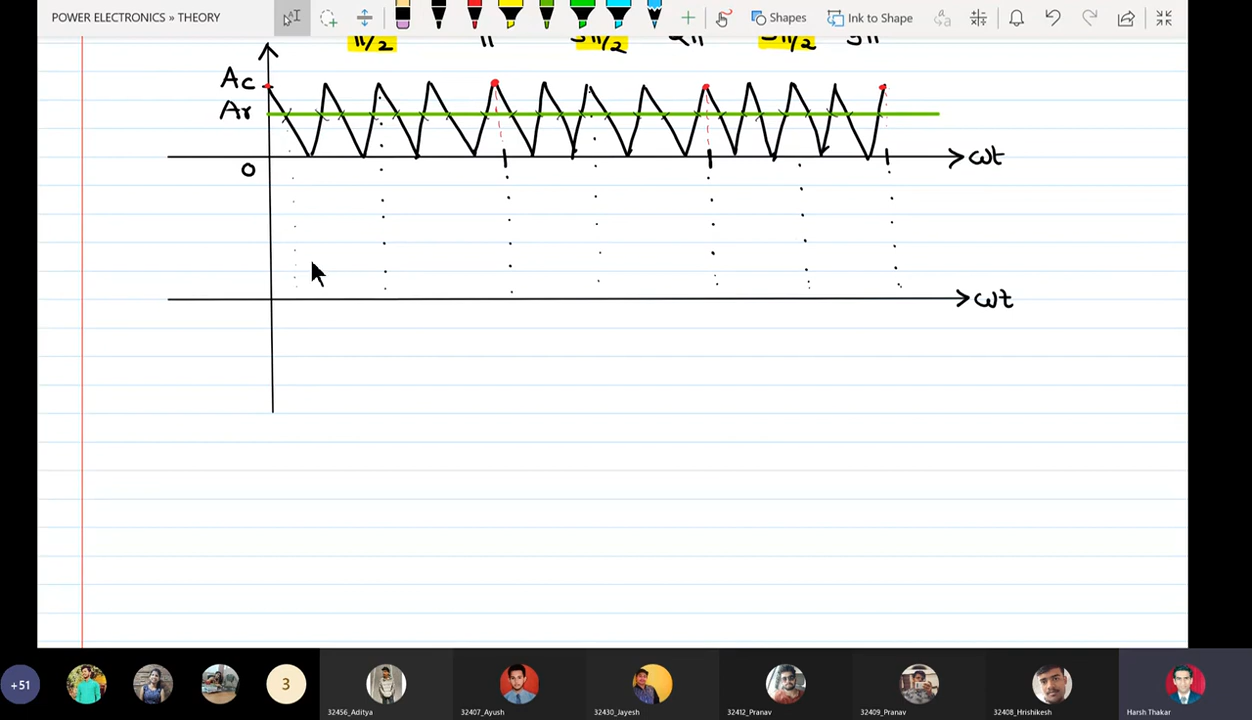 POWER ELECTRONICS » THEORY
Shapes
Ink to Shape
π/2 π 3π/2 2π 5π/2 3π
Ac
Ar
0
ωt
ωt
+51
3
32456_Aditya
32407_Ayush
32430_Jayesh
32412_Pranav
32409_Pranav
32408_Hrishikesh
Harsh Thakar